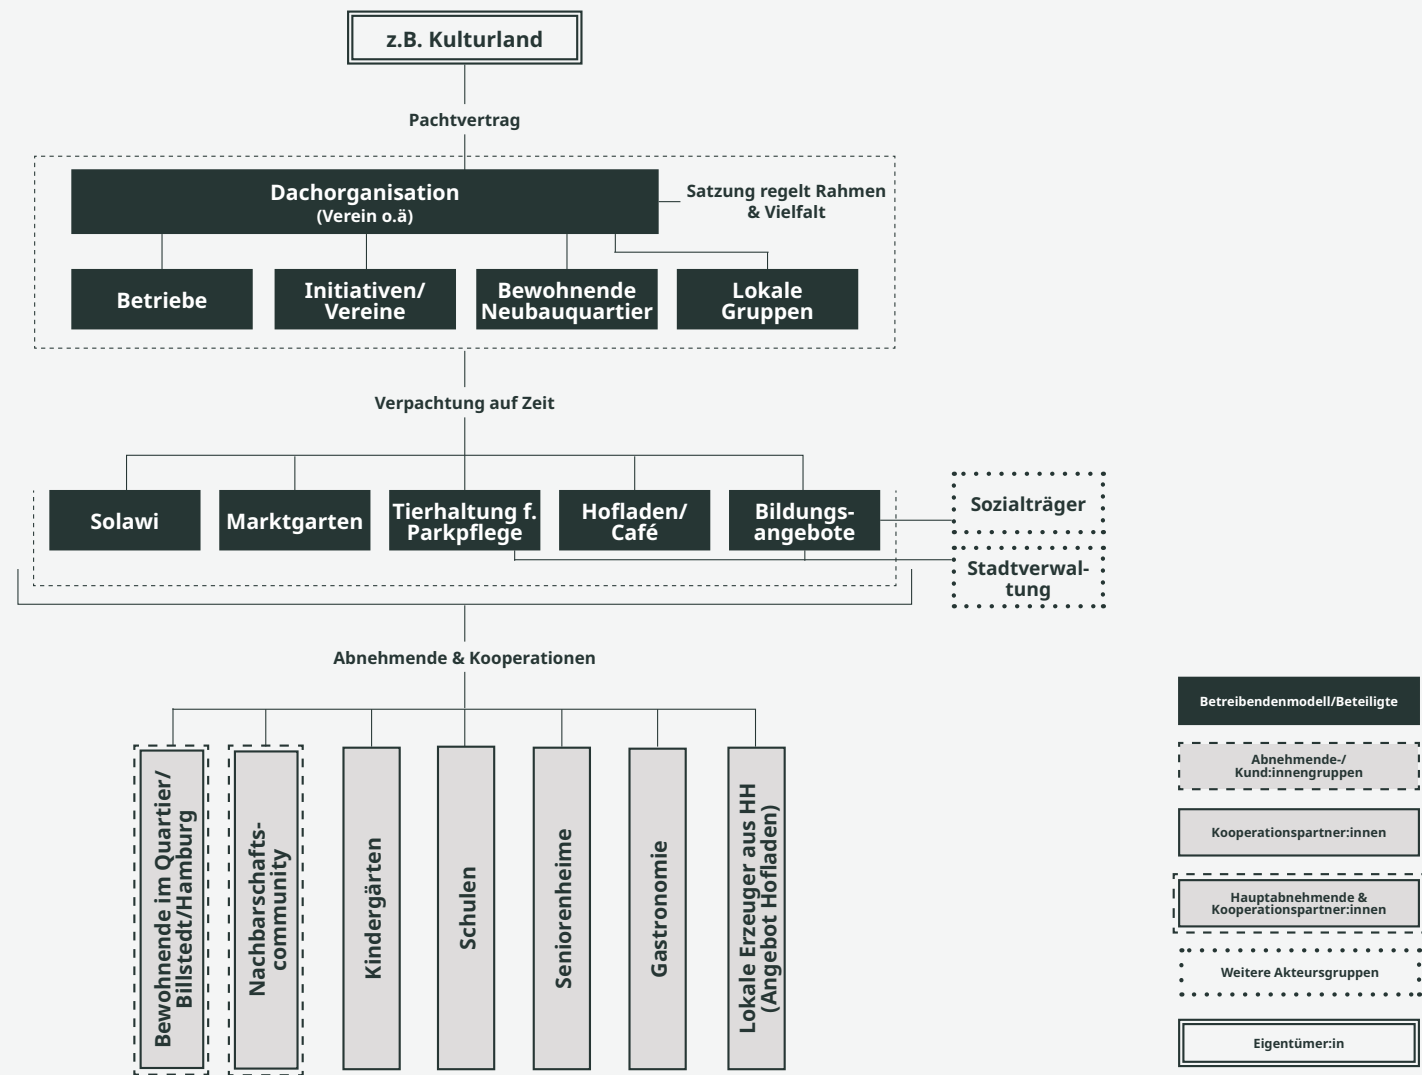 z.B. Kulturland
Pachtvertrag
Dachorganisation
(Verein o.ä)
Satzung regelt Rahmen
& Vielfalt
Betriebe
Initiativen/
Vereine
Bewohnende
Neubauquartier
Lokale
Gruppen
Verpachtung auf Zeit
Solawi
Marktgarten
Tierhaltung f.
Parkpflege
Hofladen/
Café
Bildungs-
angebote
Sozialträger
Stadtverwal-
tung
Abnehmende & Kooperationen
Bewohnende im Quartier/
Billstedt/Hamburg
Nachbarschafts-
community
Kindergärten
Schulen
Seniorenheime
Gastronomie
Lokale Erzeuger aus HH
(Angebot Hofladen)
Betreibendenmodell/Beteiligte
Abnehmende-/
Kund:innengruppen
Kooperationspartner:innen
Hauptabnehmende &
Kooperationspartner:innen
Weitere Akteursgruppen
Eigentümer:in